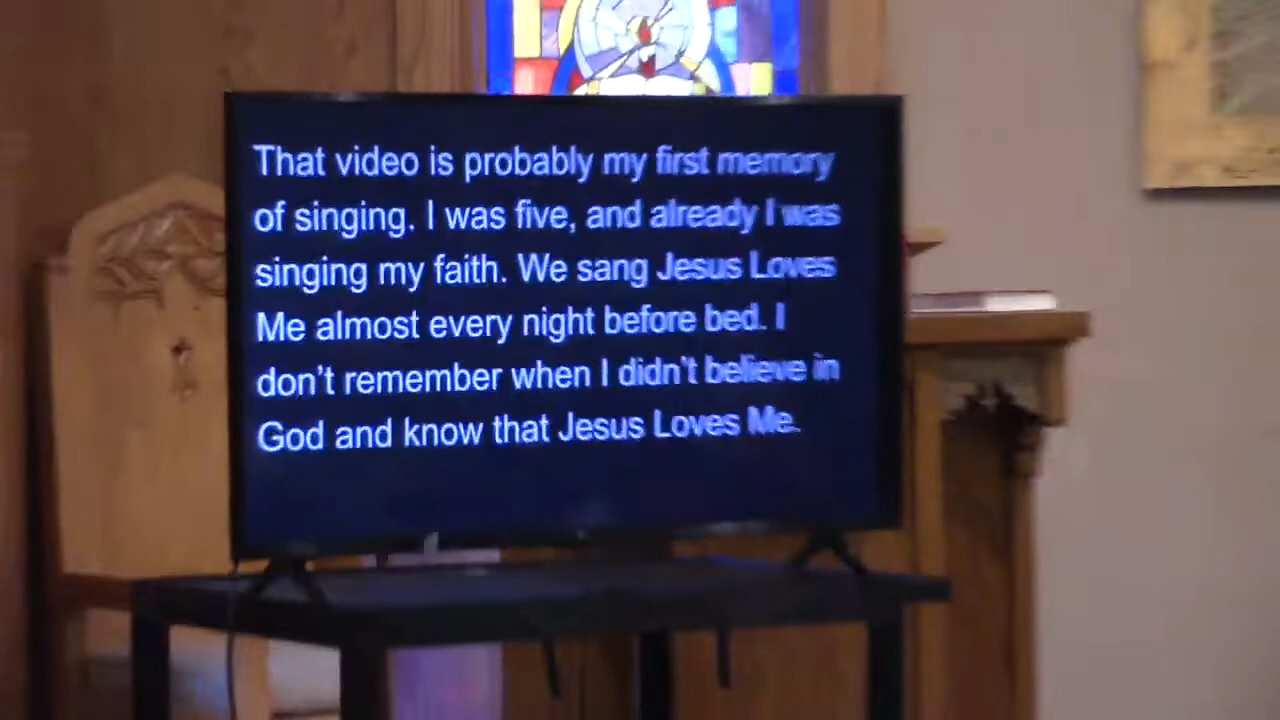 That video is probably my first memory
of singing. I was five, and already I was
singing my faith. We sang Jesus Loves
Me almost every night before bed. I
don't remember when I didn't believe in
God and know that Jesus Loves Me.